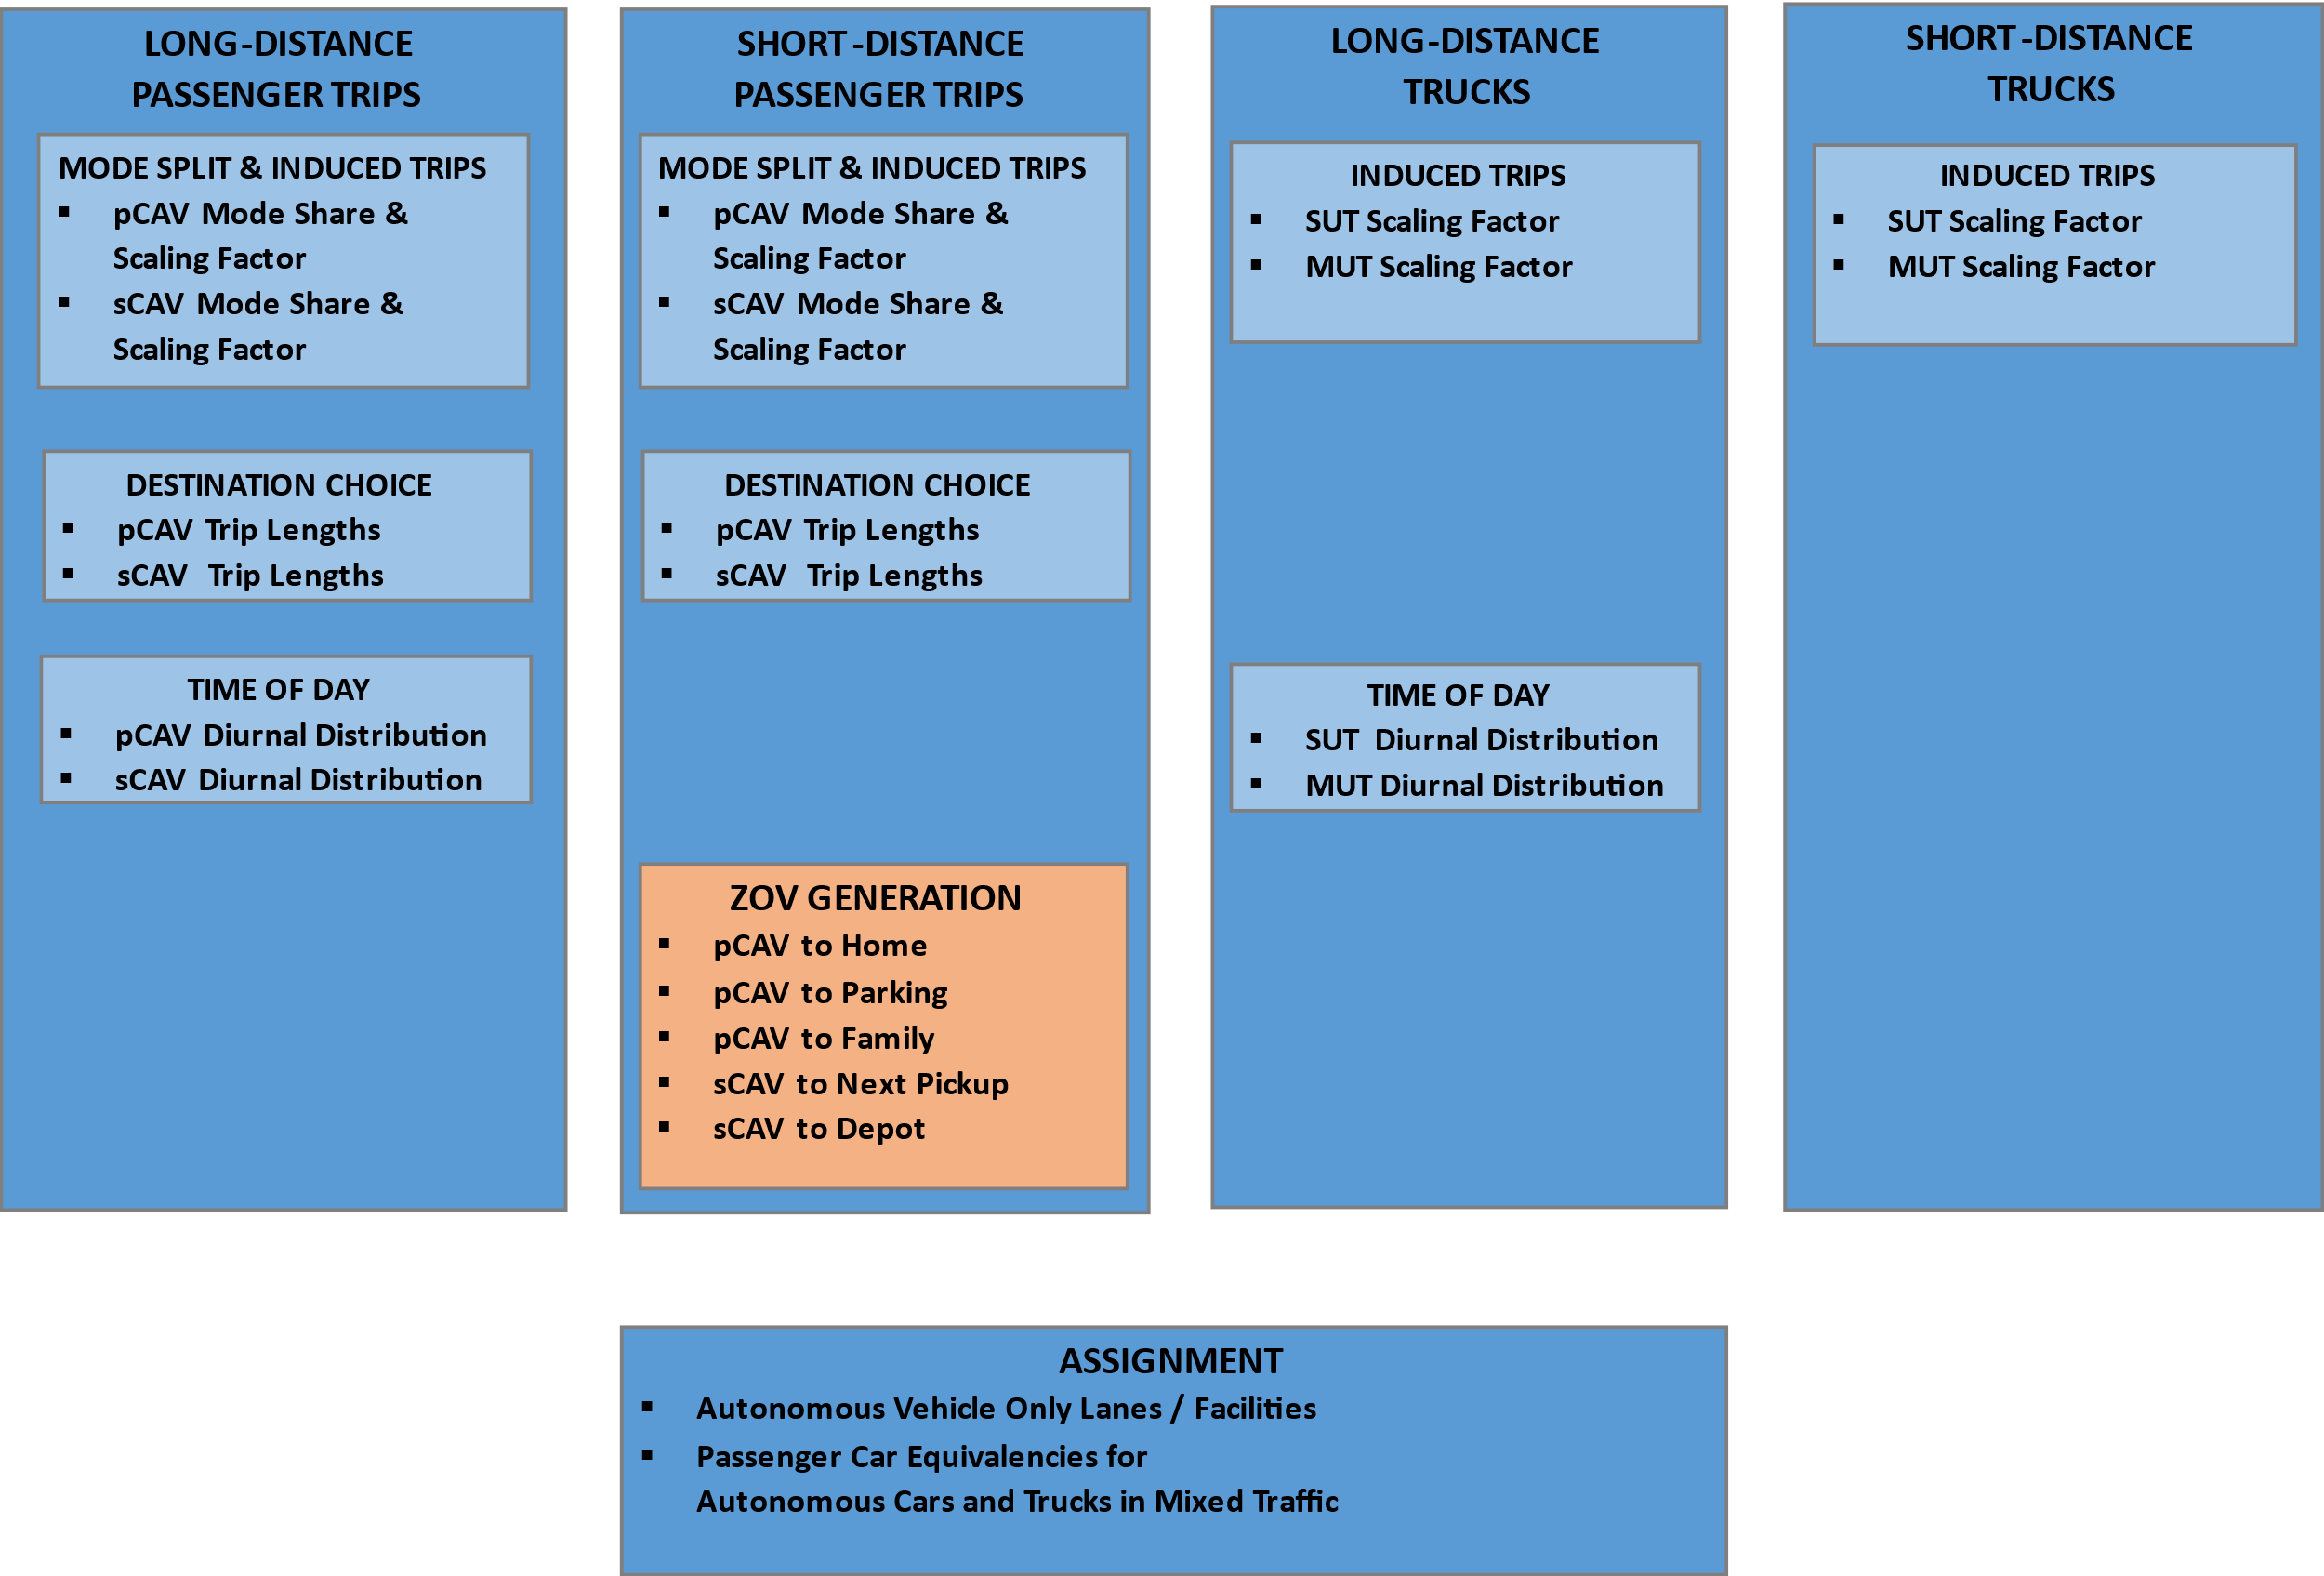 LONG-DISTANCE
PASSENGER TRIPS
MODE SPLIT & INDUCED TRIPS
▪ pCAV Mode Share &
Scaling Factor
▪ sCAV Mode Share &
Scaling Factor
DESTINATION CHOICE
▪ pCAV Trip Lengths
▪ sCAV Trip Lengths
TIME OF DAY
▪ pCAV Diurnal Distribution
▪ sCAV Diurnal Distribution
SHORT-DISTANCE
PASSENGER TRIPS
MODE SPLIT & INDUCED TRIPS
▪ pCAV Mode Share &
Scaling Factor
▪ sCAV Mode Share &
Scaling Factor
DESTINATION CHOICE
▪ pCAV Trip Lengths
▪ sCAV Trip Lengths
ZOV GENERATION
▪ pCAV to Home
▪ pCAV to Parking
▪ pCAV to Family
▪ sCAV to Next Pickup
▪ sCAV to Depot
LONG-DISTANCE
TRUCKS
INDUCED TRIPS
▪ SUT Scaling Factor
▪ MUT Scaling Factor
TIME OF DAY
▪ SUT Diurnal Distribution
▪ MUT Diurnal Distribution
SHORT-DISTANCE
TRUCKS
INDUCED TRIPS
▪ SUT Scaling Factor
▪ MUT Scaling Factor
ASSIGNMENT
▪ Autonomous Vehicle Only Lanes / Facilities
▪ Passenger Car Equivalencies for
Autonomous Cars and Trucks in Mixed Traffic